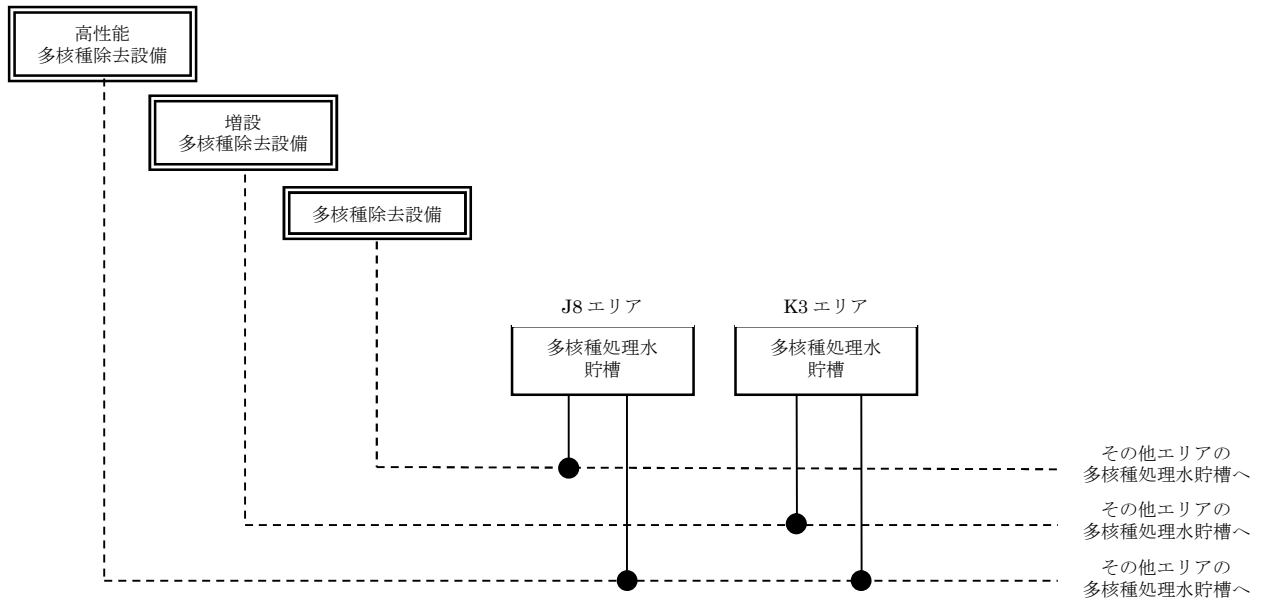 高性能
多核種除去設備
増設
多核種除去設備
多核種除去設備
J8エリア
K3エリア
多核種処理水
貯槽
多核種処理水
貯槽
その他エリアの
多核種処理水貯槽へ
その他エリアの
多核種処理水貯槽へ
その他エリアの
多核種処理水貯槽へ